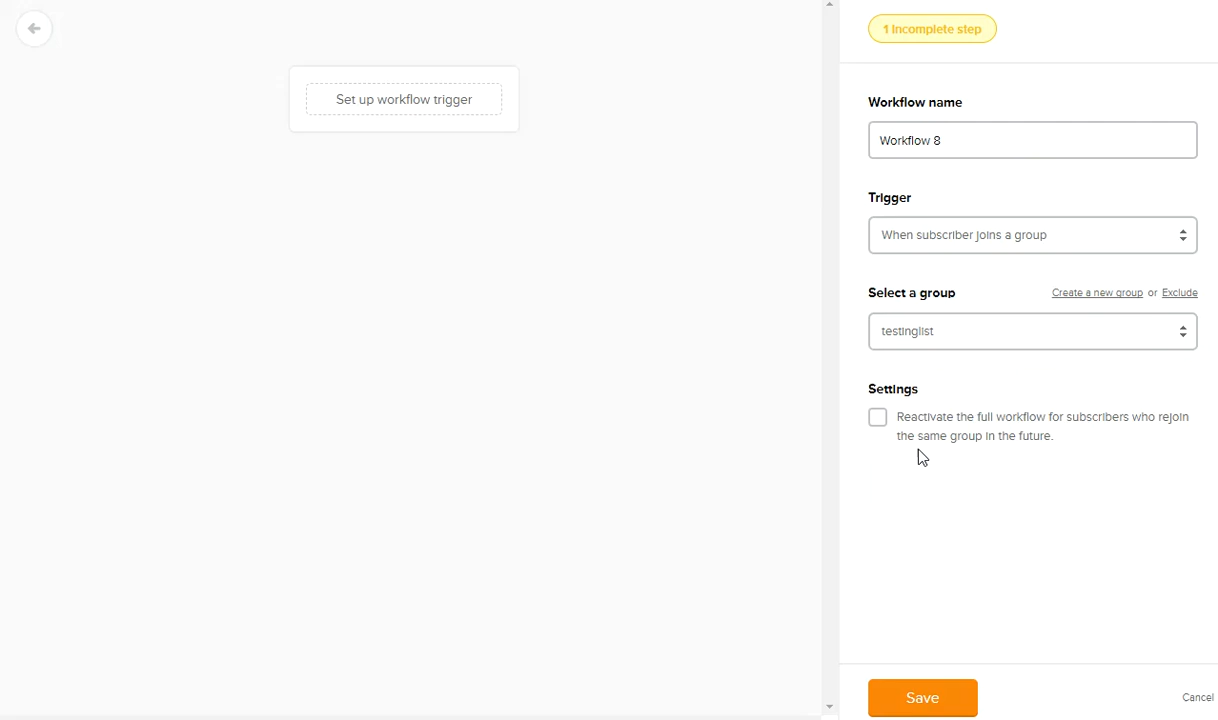 1 Incomplete step
Set up workflow trigger
Workflow name
Workflow 8
Trigger
When subscriber joins a group
Select a group
Create a new group or Exclude
testinglist
Settings
Reactivate the full workflow for subscribers who rejoin
the same group in the future.
Save
Cancel